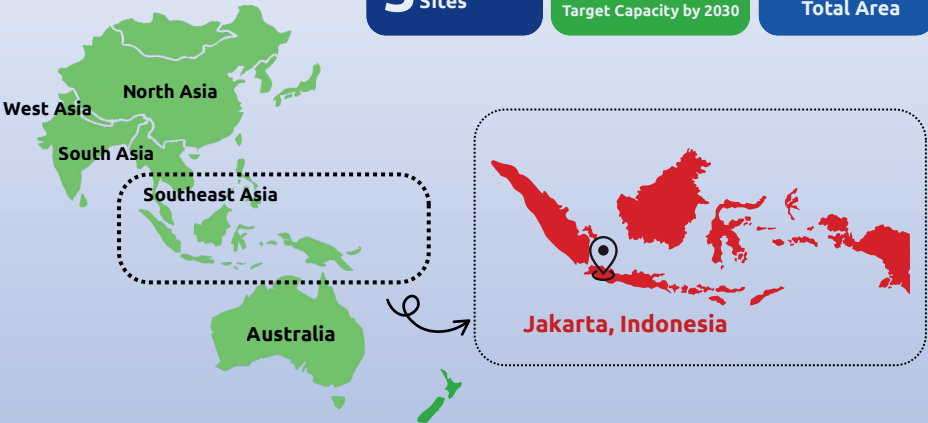 Sites
Target Capacity by 2030
Total Area
North Asia
West Asia
South Asia
Southeast Asia
Australia
Jakarta, Indonesia